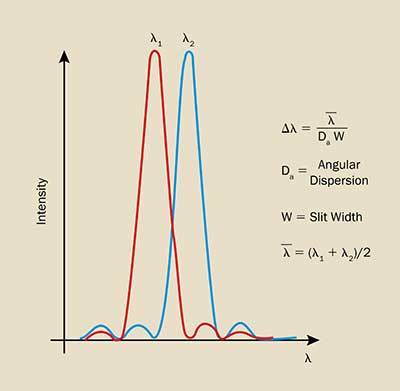 λ₁ λ₂
Intensity
λ
Δλ = λ̅ / Dₐ W
Dₐ = Angular
Dispersion
W = Slit Width
λ̅ = (λ₁ + λ₂)/2